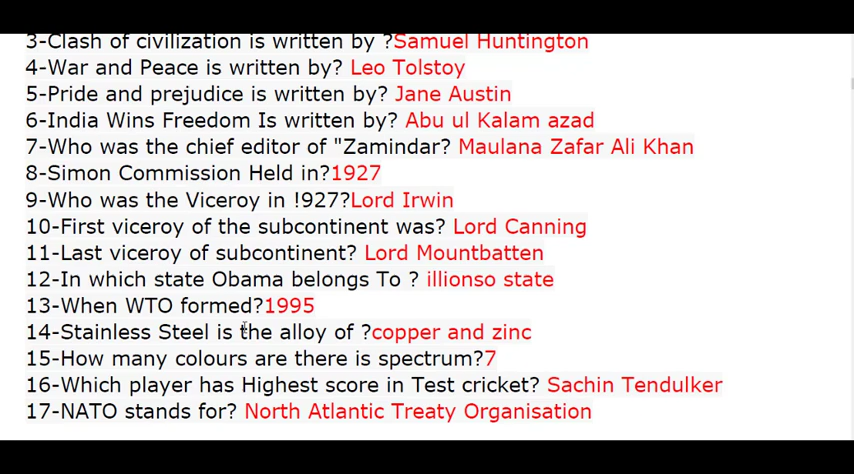 3-Clash of civilization is written by ?Samuel Huntington
4-War and Peace is written by? Leo Tolstoy
5-Pride and prejudice is written by? Jane Austin
6-India Wins Freedom Is written by? Abu ul Kalam azad
7-Who was the chief editor of "Zamindar? Maulana Zafar Ali Khan
8-Simon Commission Held in?1927
9-Who was the Viceroy in !927?Lord Irwin
10-First viceroy of the subcontinent was? Lord Canning
11-Last viceroy of subcontinent? Lord Mountbatten
12-In which state Obama belongs To ? illionso state
13-When WTO formed?1995
14-Stainless Steel is the alloy of ?copper and zinc
15-How many colours are there is spectrum?7
16-Which player has Highest score in Test cricket? Sachin Tendulker
17-NATO stands for? North Atlantic Treaty Organisation